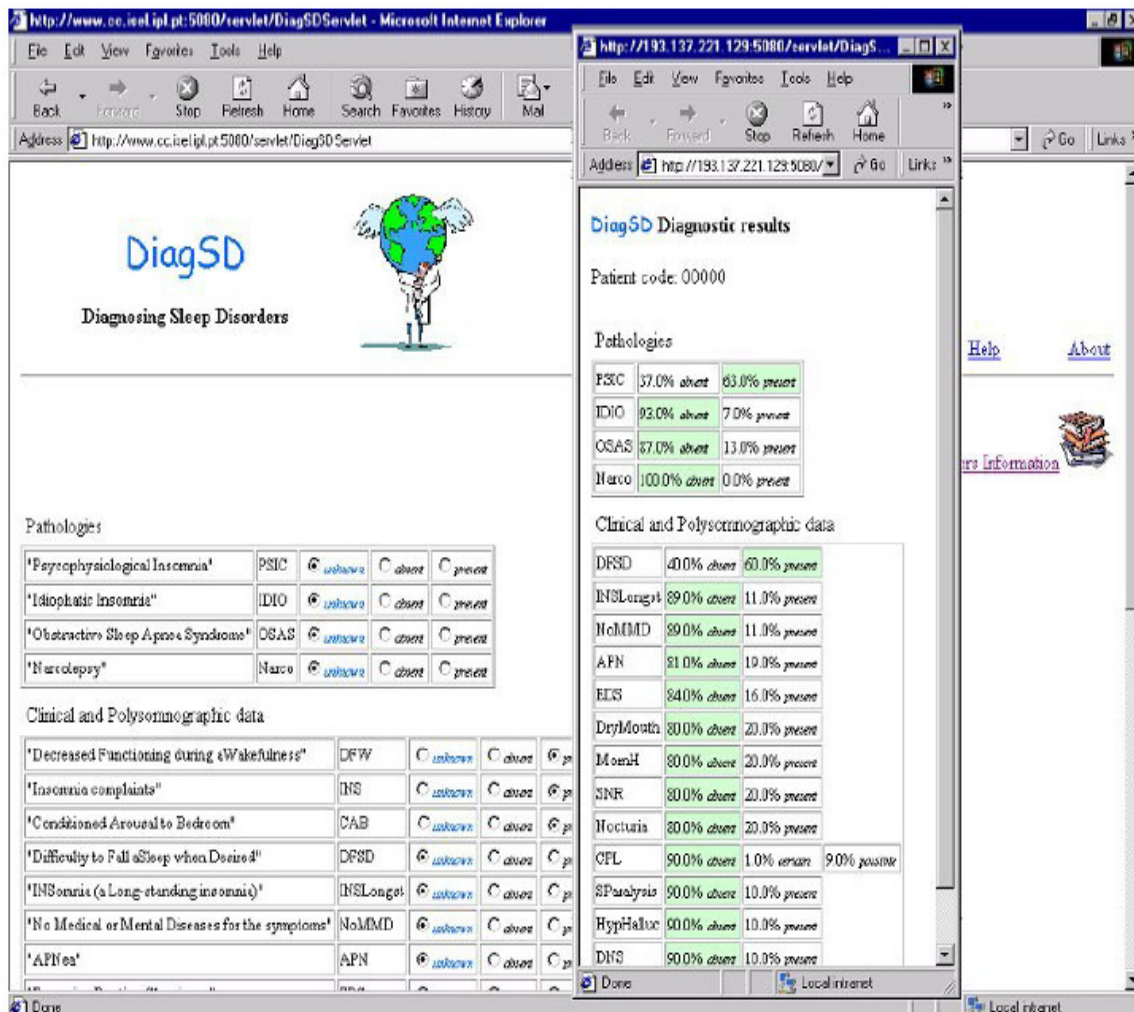 http://www.cc.isel.ipl.pt:5080/servlet/DiagSDServlet - Microsoft Internet Explorer
File Edit View Favorites Tools Help
Back Forward Stop Refresh Home Search Favorites History Mail
Address http://www.cc.isel.ipl.pt:5080/servlet/DiagSDServlet
Go Links
DiagSD
Diagnosing Sleep Disorders
Help About
ers Information
Pathologies
"Psycophysiological Insomnia" PSIC unknown absent present
"Idiophatic Insomnia" IDIO unknown absent present
"Obstructive Sleep Apnea Syndrome" OSAS unknown absent present
"Narcolepsy" Narco unknown absent present
Clinical and Polysomnographic data
"Decreased Functioning during aWakefulness" DFW unknown absent p
"Insomnia complaints" INS unknown absent p
"Conditioned Arousal to Bedroom" CAB unknown absent p
"Difficulty to Fall aSleep when Desired" DFSD unknown absent p
"INSomnia (a Long-standing insomnia)" INSLongst unknown absent p
"No Medical or Mental Diseases for the symptoms" NoMMD unknown absent p
"APNea" APN unknown absent p
Done
Local intranet
http://193.137.221.129:5080/servlet/DiagS...
File Edit View Favorites Tools Help
Back Forward Stop Refresh Home
Address http://193.137.221.129:5080/ Go Links
DiagSD Diagnostic results
Patient code: 00000
Pathologies
PSIC 37.0% absent 63.0% present
IDIO 93.0% absent 7.0% present
OSAS 87.0% absent 13.0% present
Narco 100.0% absent 0.0% present
Clinical and Polysomnographic data
DFSD 40.0% absent 60.0% present
INSLongst 89.0% absent 11.0% present
NoMMD 89.0% absent 11.0% present
APN 81.0% absent 19.0% present
EDS 84.0% absent 16.0% present
DryMouth 80.0% absent 20.0% present
MornH 80.0% absent 20.0% present
SNR 80.0% absent 20.0% present
Nocturia 80.0% absent 20.0% present
CPL 90.0% absent 1.0% certain 9.0% possible
SParalysis 90.0% absent 10.0% present
HypHalluc 90.0% absent 10.0% present
DNS 90.0% absent 10.0% present
Done Local intranet